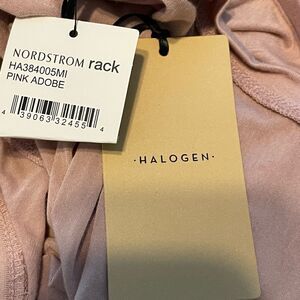 NORDSTROM rack
HA384005MI
PINK ADOBE
4 39063 32455 4
·HALOGEN·